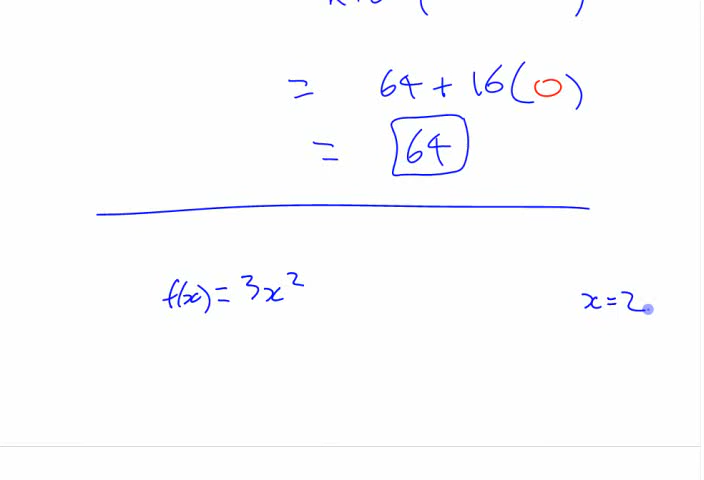 = 64 + 16(0)
= 64
f(x) = 3x² x = 2